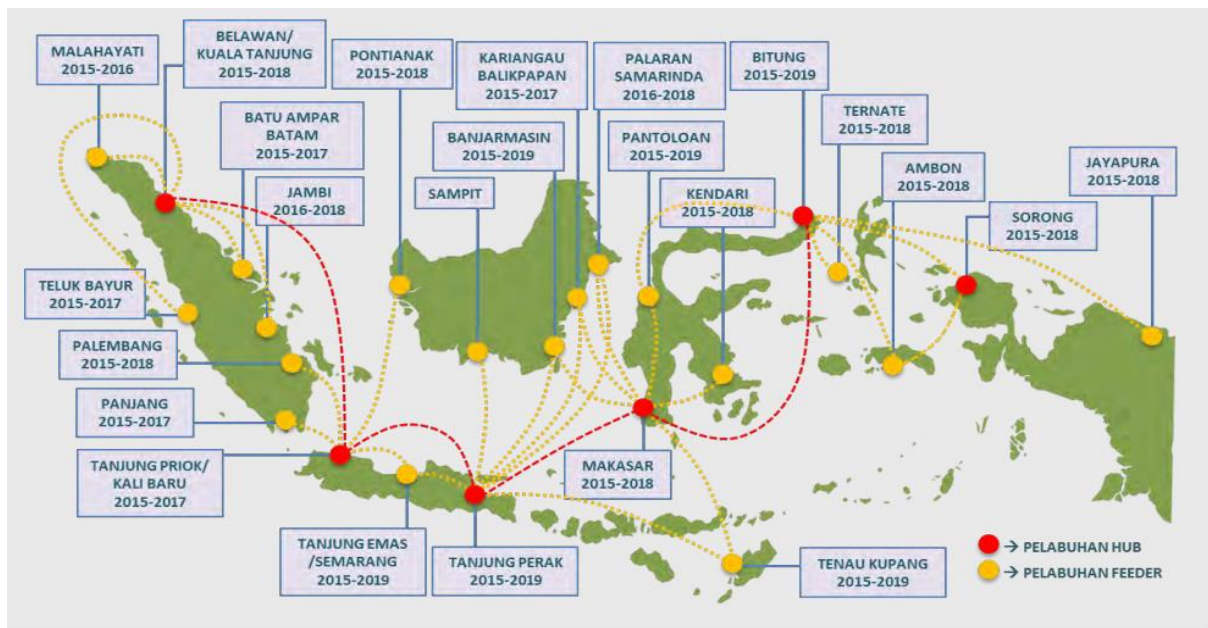 MALAHAYATI
2015-2016
BELAWAN/
KUALA TANJUNG
2015-2018
PONTIANAK
2015-2018
KARIANGAU
BALIKPAPAN
2015-2017
PALARAN
SAMARINDA
2016-2018
BITUNG
2015-2019
TERNATE
2015-2018
BATU AMPAR
BATAM
2015-2017
BANJARMASIN
2015-2019
PANTOLOAN
2015-2019
AMBON
2015-2018
JAYAPURA
2015-2018
JAMBI
2016-2018
SAMPIT
KENDARI
2015-2018
SORONG
2015-2018
TELUK BAYUR
2015-2017
PALEMBANG
2015-2018
PANJANG
2015-2017
TANJUNG PRIOK/
KALI BARU
2015-2017
MAKASAR
2015-2018
TANJUNG EMAS
/SEMARANG
2015-2019
TANJUNG PERAK
2015-2019
TENAU KUPANG
2015-2019
→ PELABUHAN HUB
→ PELABUHAN FEEDER